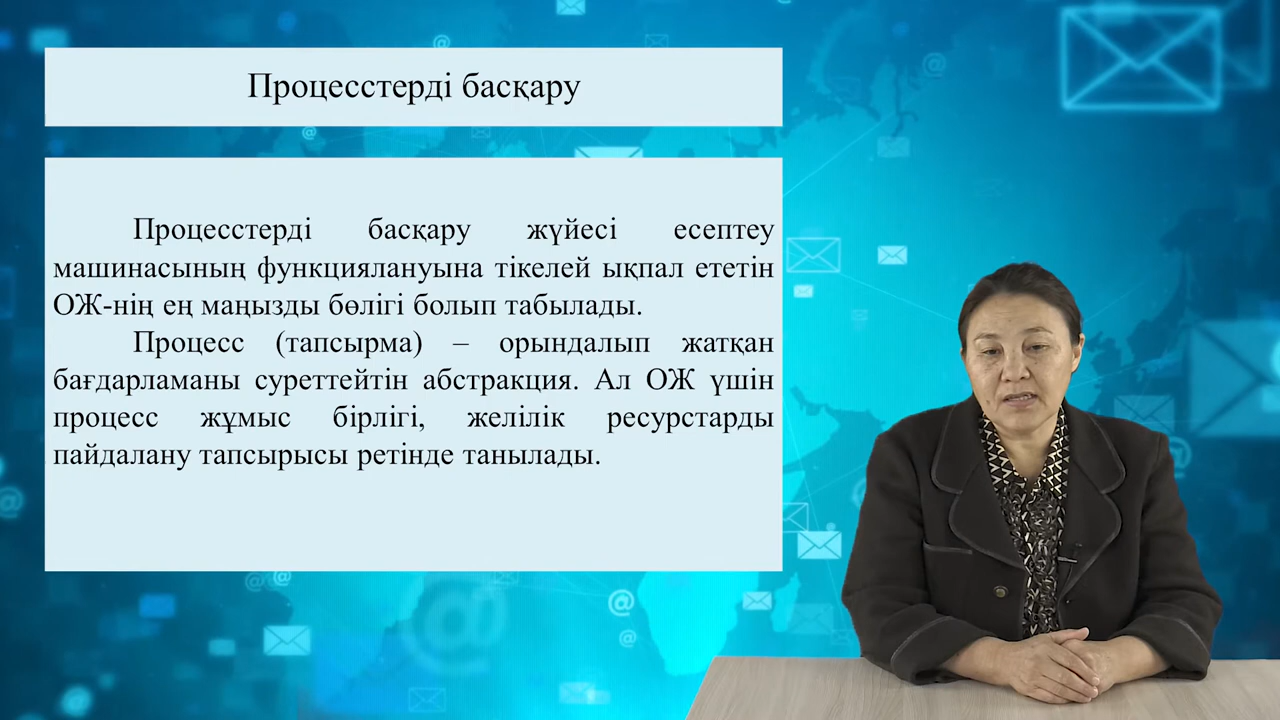 Процесстерді басқару
Процесстерді басқару жүйесі есептеу
машинасының функциялануына тікелей ықпал ететін
ОЖ-нің ең маңызды бөлігі болып табылады.
Процесс (тапсырма) – орындалып жатқан
бағдарламаны суреттейтін абстракция. Ал ОЖ үшін
процесс жұмыс бірлігі, желілік ресурстарды
пайдалану тапсырысы ретінде танылады.